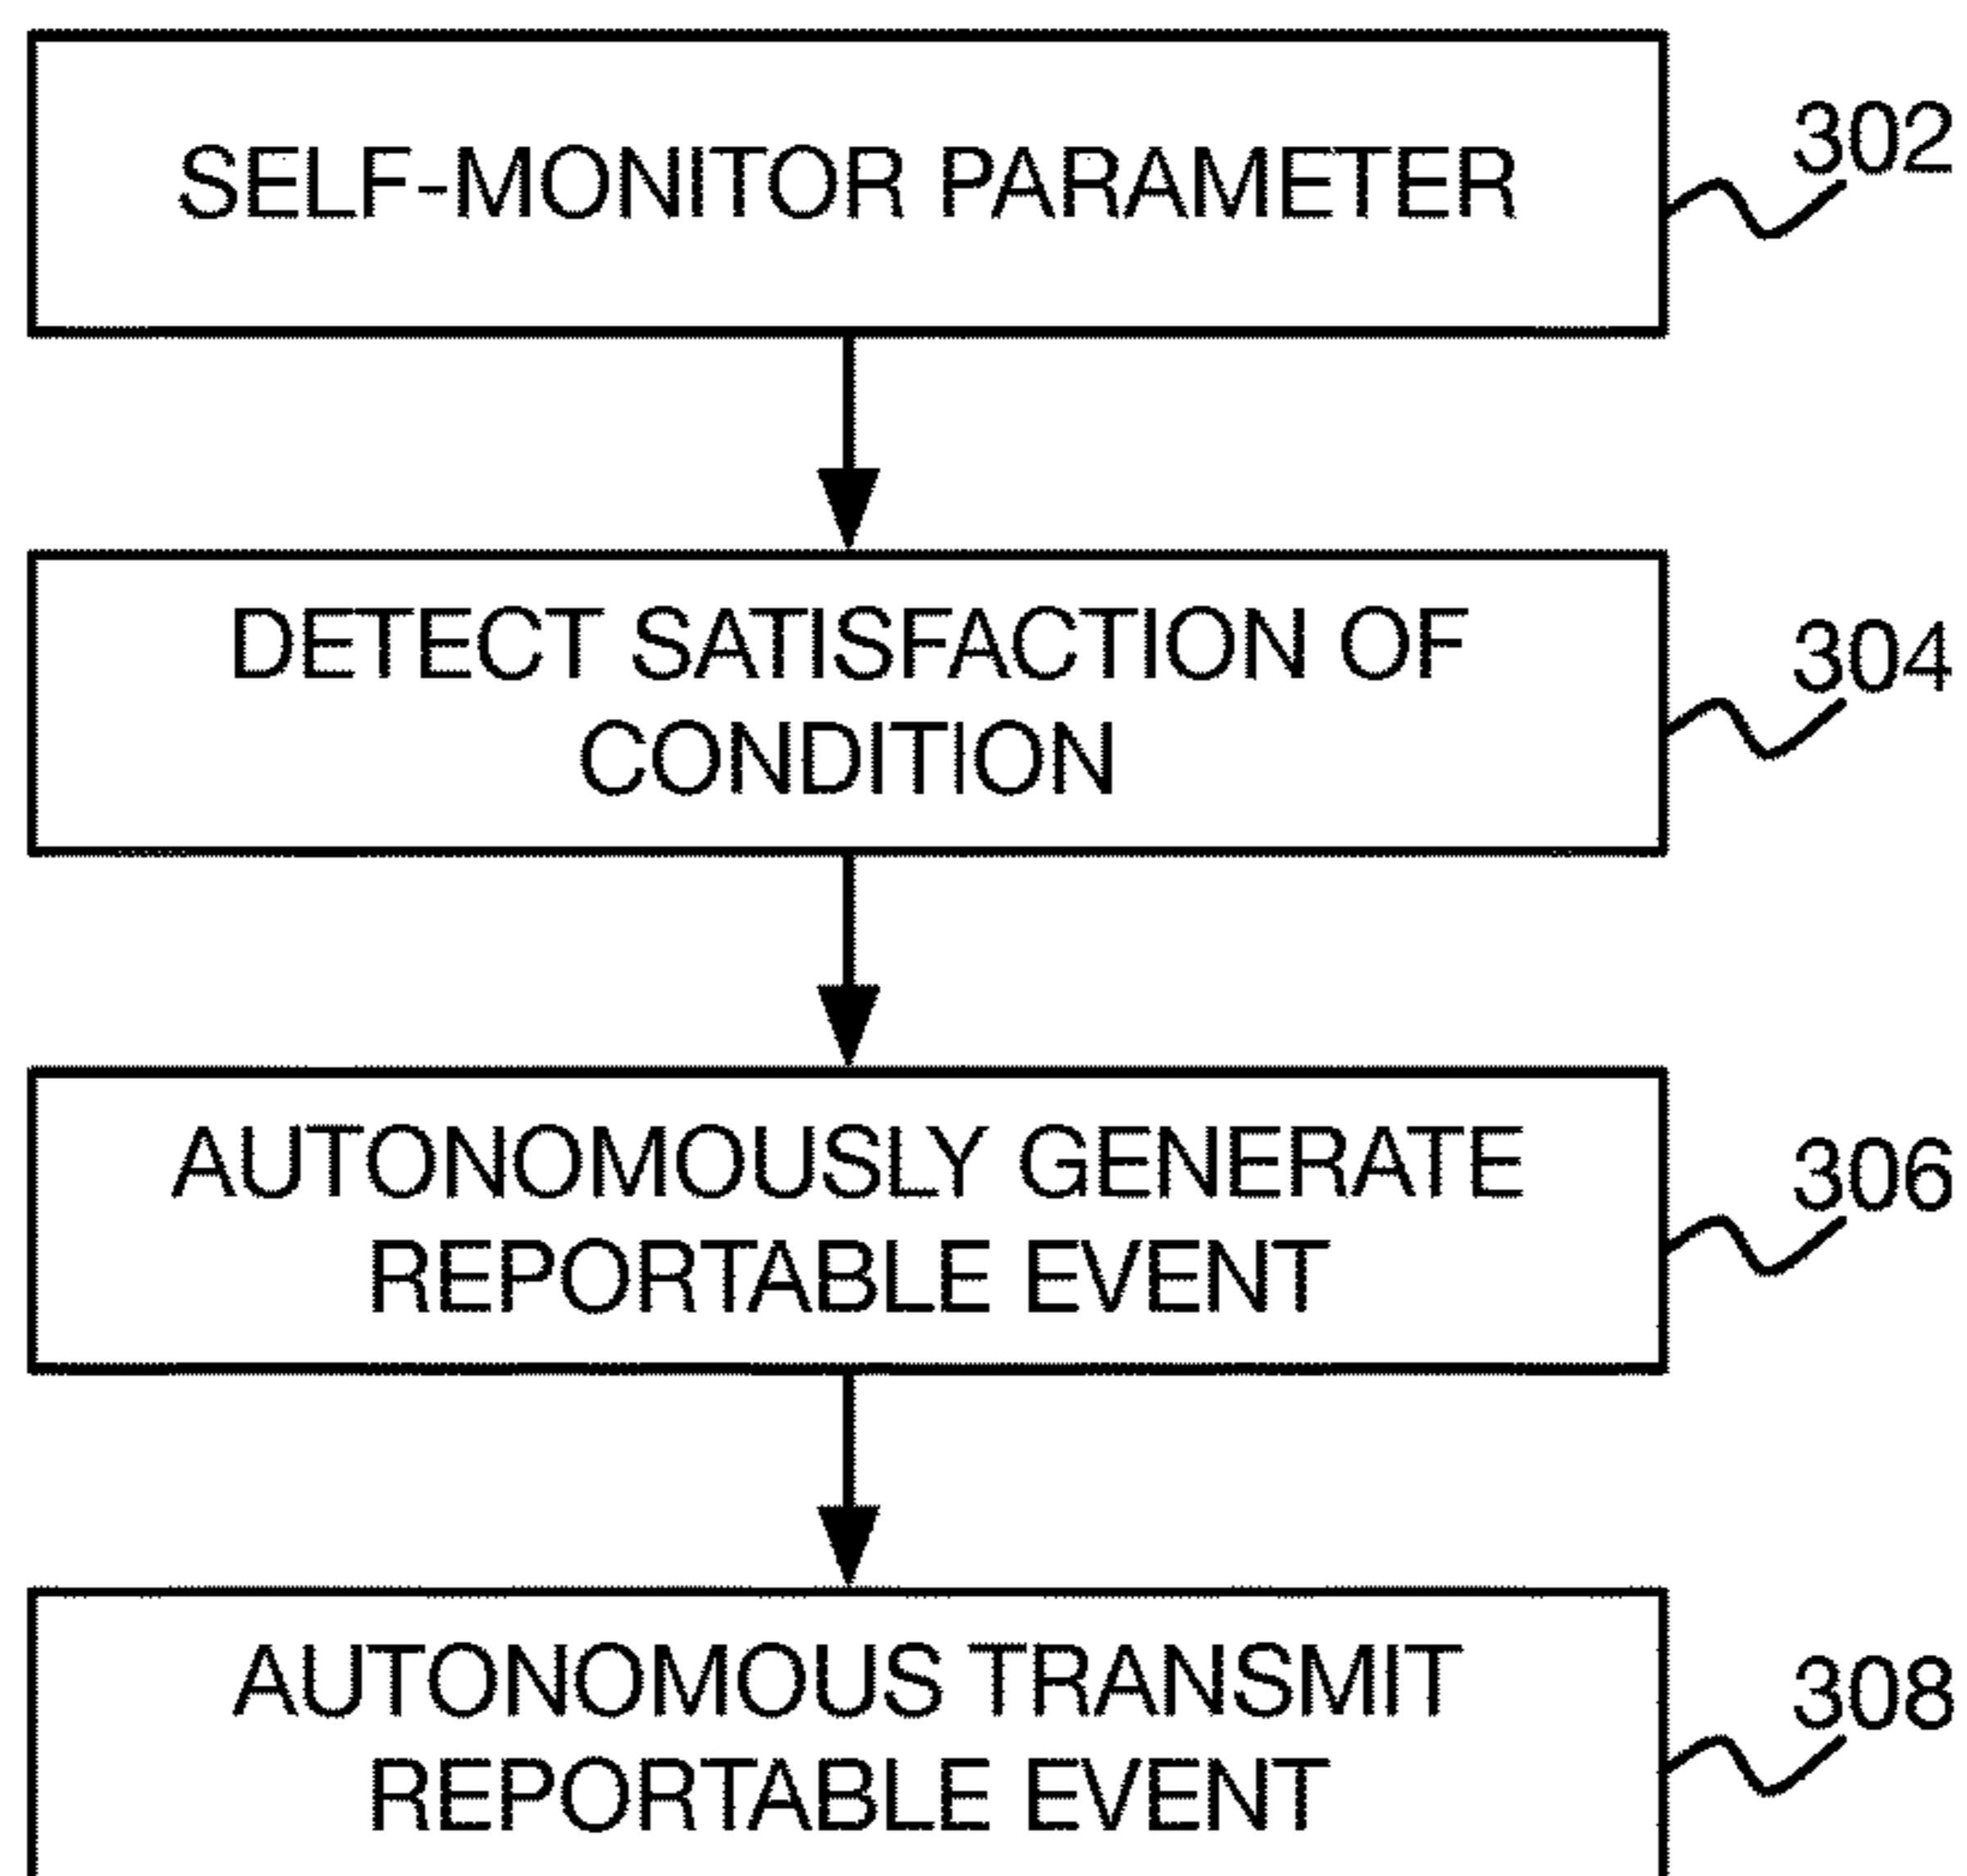 SELF-MONITOR PARAMETER
302
DETECT SATISFACTION OF
CONDITION
304
AUTONOMOUSLY GENERATE
REPORTABLE EVENT
306
AUTONOMOUS TRANSMIT
REPORTABLE EVENT
308